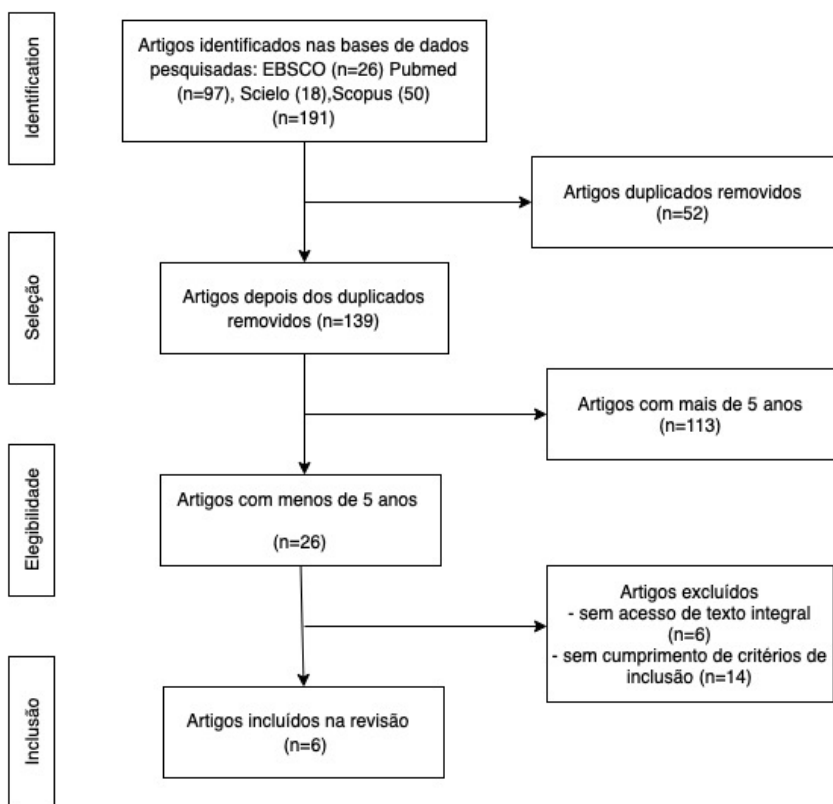 Identification
Artigos identificados nas bases de dados
pesquisadas: EBSCO (n=26) Pubmed
(n=97), Scielo (18),Scopus (50)
(n=191)
Artigos duplicados removidos
(n=52)
Seleção
Artigos depois dos duplicados
removidos (n=139)
Artigos com mais de 5 anos
(n=113)
Elegibilidade
Artigos com menos de 5 anos
(n=26)
Artigos excluídos
- sem acesso de texto integral
(n=6)
- sem cumprimento de critérios de
inclusão (n=14)
Inclusão
Artigos incluídos na revisão
(n=6)